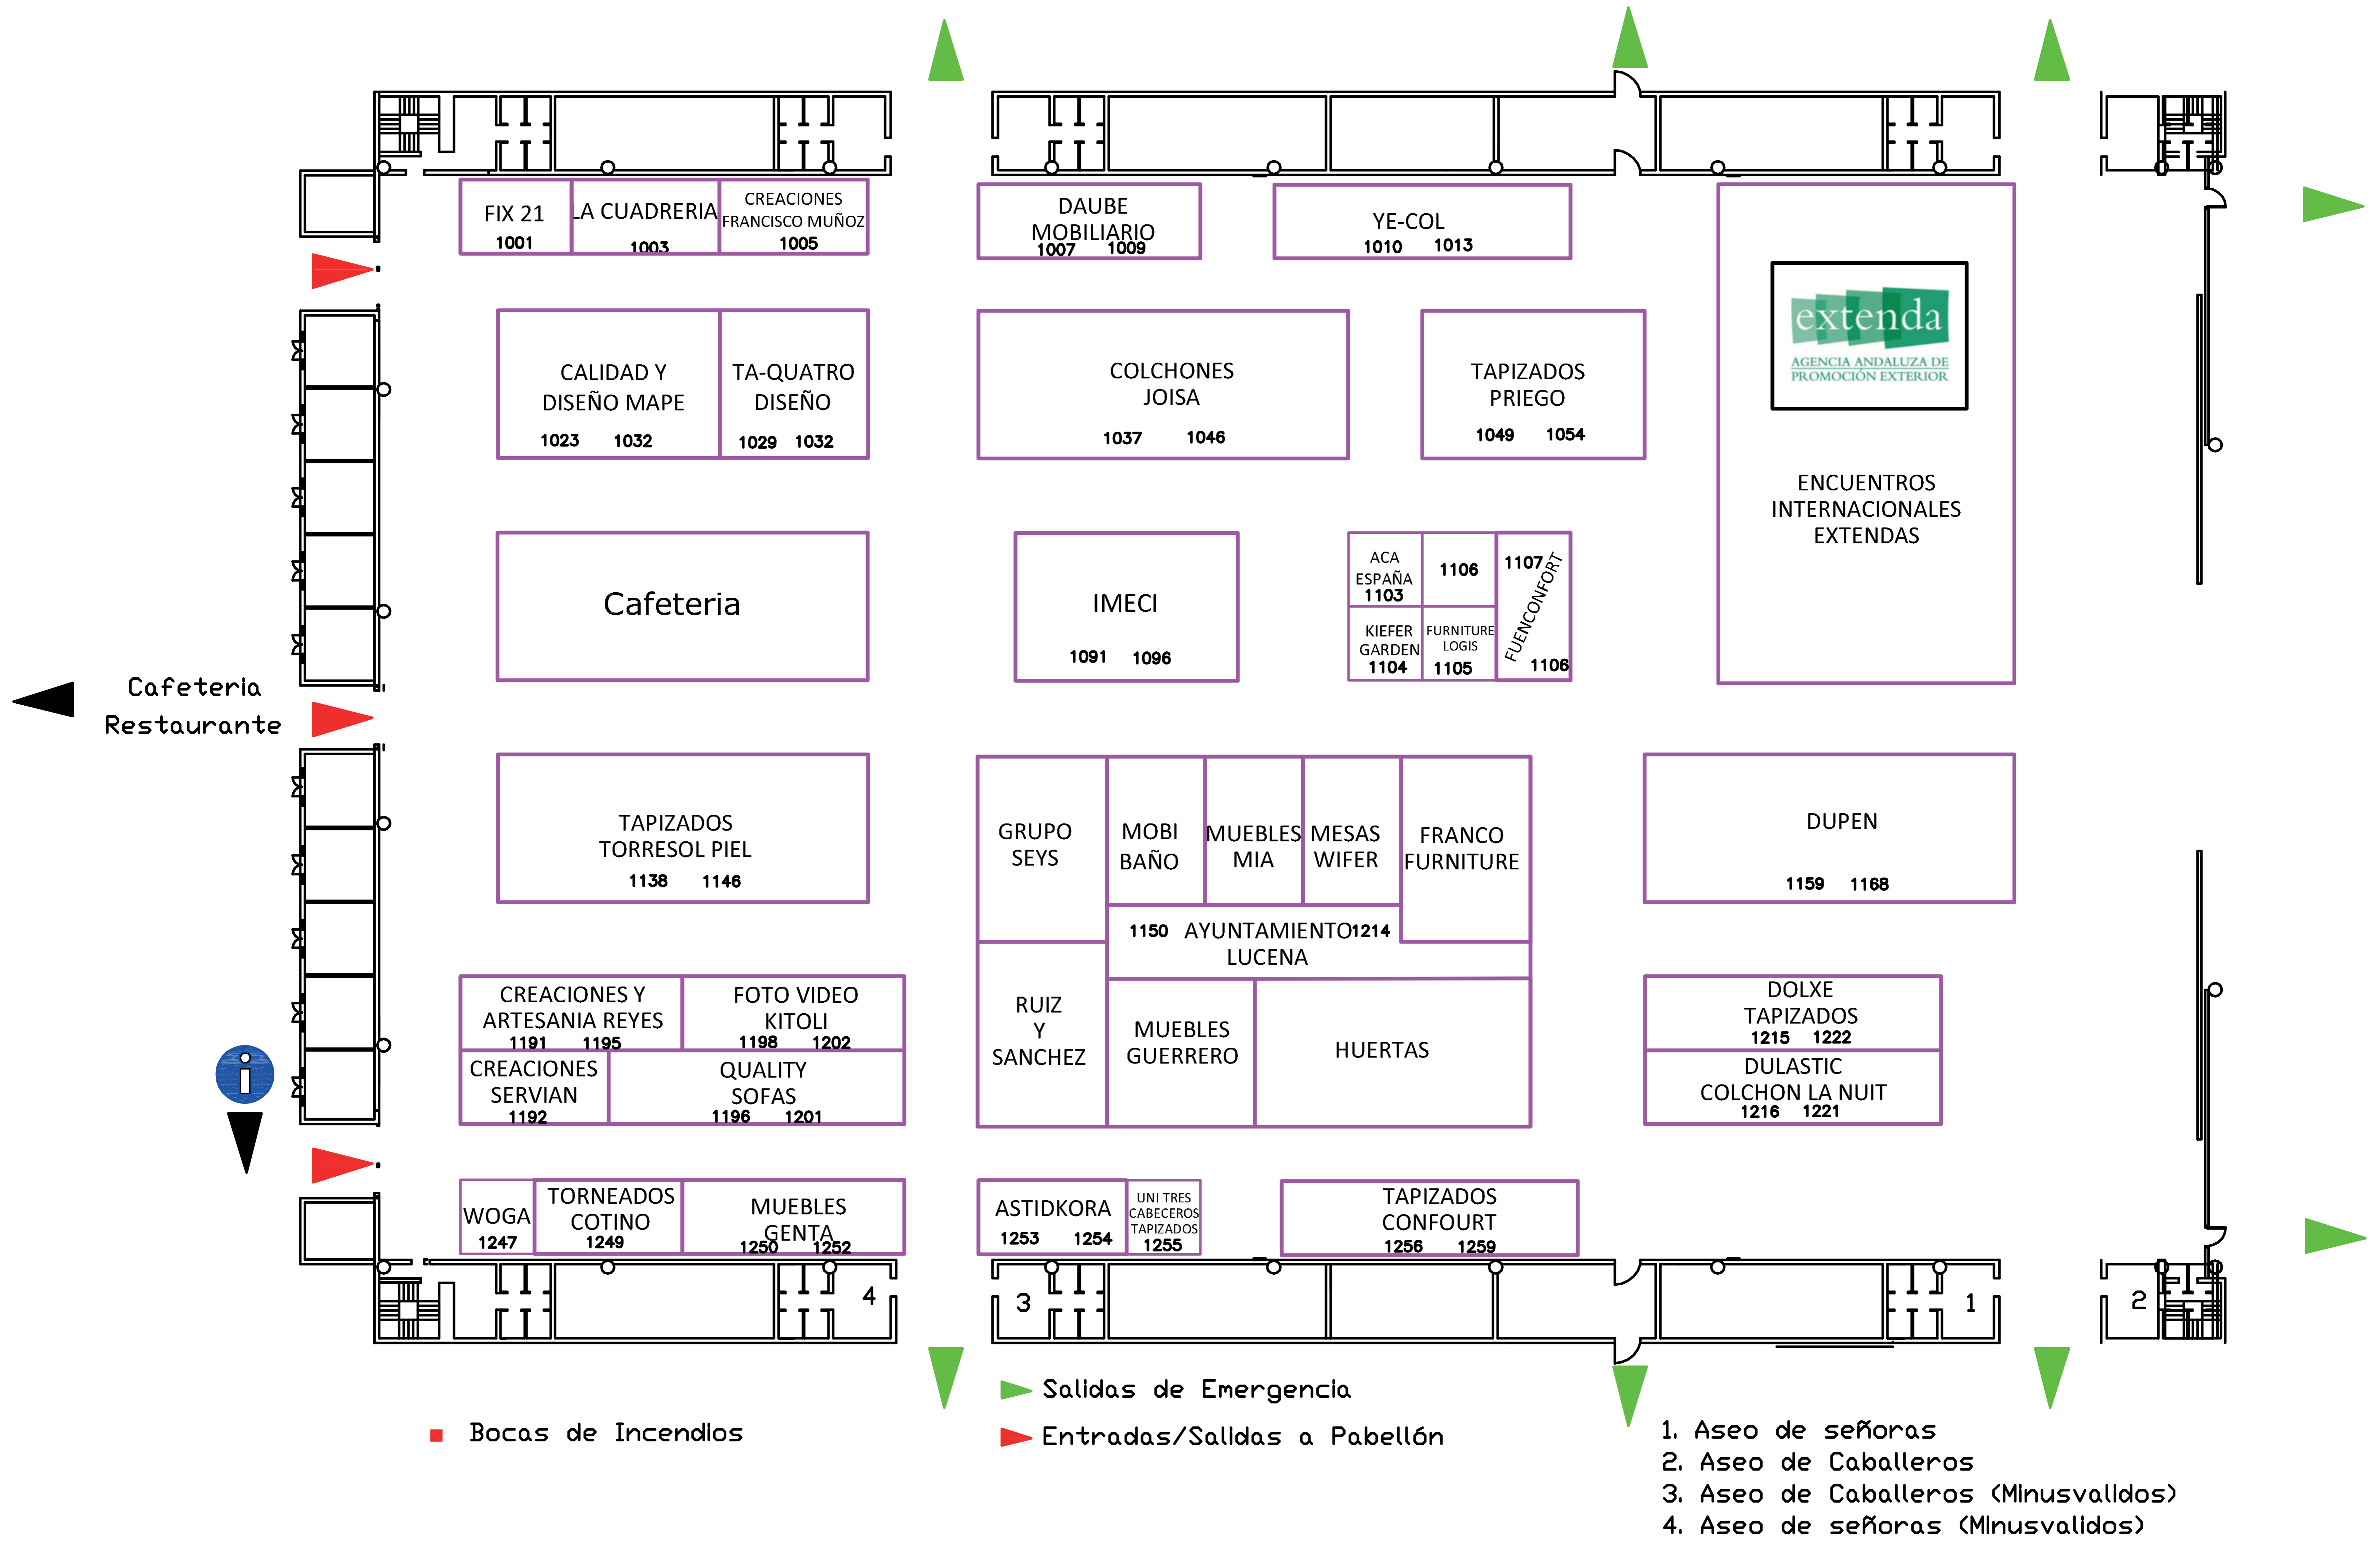 FIX 21
1001
LA CUADRERIA
1003
CREACIONES
FRANCISCO MUÑOZ
1005
DAUBE
MOBILIARIO
1007 1009
YE-COL
1010 1013
extenda
AGENCIA ANDALUZA DE
PROMOCIÓN EXTERIOR
ENCUENTROS
INTERNACIONALES
EXTENDAS
CALIDAD Y
DISEÑO MAPE
1023 1032
TA-QUATRO
DISEÑO
1029 1032
COLCHONES
JOISA
1037 1046
TAPIZADOS
PRIEGO
1049 1054
Cafeteria
IMECI
1091 1096
ACA
ESPAÑA
1103
1106
KIEFER
GARDEN
1104
FURNITURE
LOGIS
1105
1107
FUENCONFORT
1106
Cafeteria
Restaurante
TAPIZADOS
TORRESOL PIEL
1138 1146
GRUPO
SEYS
MOBI
BAÑO
MUEBLES
MIA
MESAS
WIFER
FRANCO
FURNITURE
1150 AYUNTAMIENTO 1214
LUCENA
RUIZ
Y
SANCHEZ
MUEBLES
GUERRERO
HUERTAS
DUPEN
1159 1168
CREACIONES Y
ARTESANIA REYES
1191 1195
FOTO VIDEO
KITOLI
1198 1202
CREACIONES
SERVIAN
1192
QUALITY
SOFAS
1196 1201
DOLXE
TAPIZADOS
1215 1222
DULASTIC
COLCHON LA NUIT
1216 1221
i
WOGA
1247
TORNEADOS
COTINO
1249
MUEBLES
GENTA
1250 1252
ASTIDKORA
1253 1254
UNI TRES
CABECEROS
TAPIZADOS
1255
TAPIZADOS
CONFOURT
1256 1259
4
3
1
2
Salidas de Emergencia
Entradas/Salidas a Pabellón
Bocas de Incendios
1. Aseo de señoras
2. Aseo de Caballeros
3. Aseo de Caballeros (Minusvalidos)
4. Aseo de señoras (Minusvalidos)